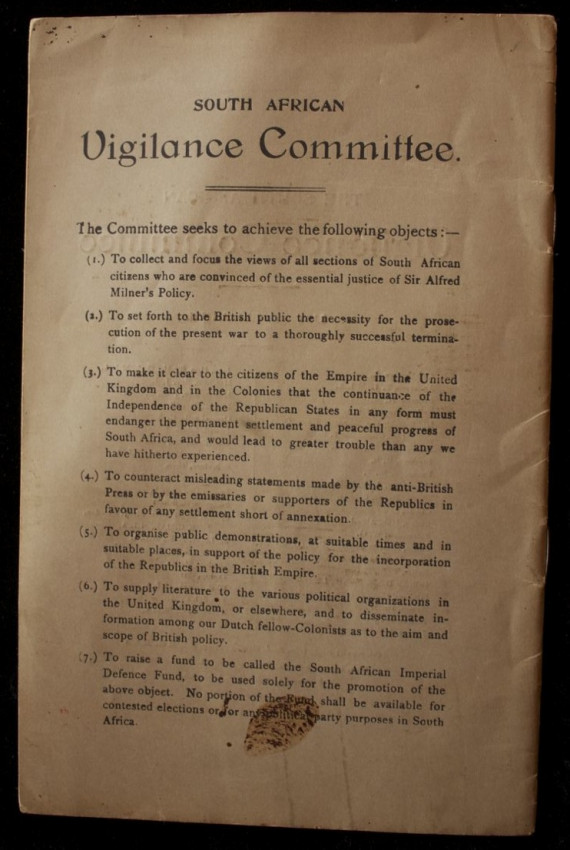 SOUTH AFRICAN
Vigilance Committee.
The Committee seeks to achieve the following objects :—
(1.) To collect and focus the views of all sections of South African
citizens who are convinced of the essential justice of Sir Alfred
Milner's Policy.
(2.) To set forth to the British public the necessity for the prose-
cution of the present war to a thoroughly successful termina-
tion.
(3.) To make it clear to the citizens of the Empire in the United
Kingdom and in the Colonies that the continuance of the
Independence of the Republican States in any form must
endanger the permanent settlement and peaceful progress of
South Africa, and would lead to greater trouble than any we
have hitherto experienced.
(4.) To counteract misleading statements made by the anti-British
Press or by the emissaries or supporters of the Republics in
favour of any settlement short of annexation.
(5.) To organise public demonstrations, at suitable times and in
suitable places, in support of the policy for the incorporation
of the Republics in the British Empire.
(6.) To supply literature to the various political organizations in
the United Kingdom, or elsewhere, and to disseminate in-
formation among our Dutch fellow-Colonists as to the aim and
scope of British policy.
(7.) To raise a fund to be called the South African Imperial
Defence Fund, to be used solely for the promotion of the
above object. No portion of the Fund shall be available for
contested elections or for any political party purposes in South
Africa.